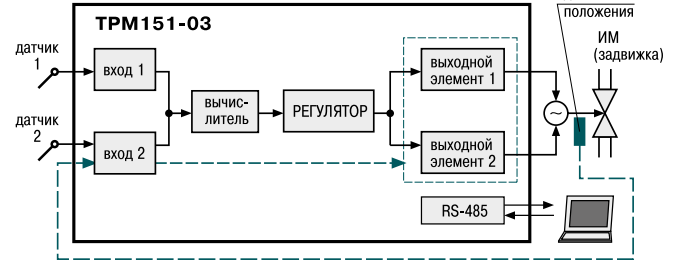 ТРМ151-03
положения
ИМ
(задвижка)
датчик
1
вход 1
вычис-
литель
РЕГУЛЯТОР
выходной
элемент 1
датчик
2
вход 2
выходной
элемент 2
~
RS-485